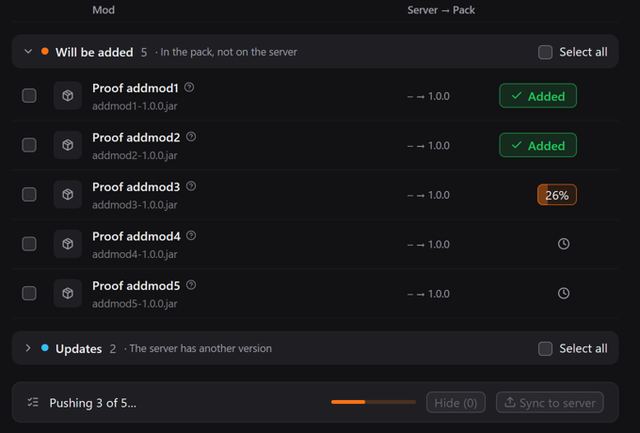 Mod Server → Pack
Will be added 5 · In the pack, not on the server Select all
Proof addmod1
addmod1-1.0.0.jar
– → 1.0.0
Added
Proof addmod2
addmod2-1.0.0.jar
– → 1.0.0
Added
Proof addmod3
addmod3-1.0.0.jar
– → 1.0.0
26%
Proof addmod4
addmod4-1.0.0.jar
– → 1.0.0
Proof addmod5
addmod5-1.0.0.jar
– → 1.0.0
Updates 2 · The server has another version Select all
Pushing 3 of 5... Hide (0) Sync to server